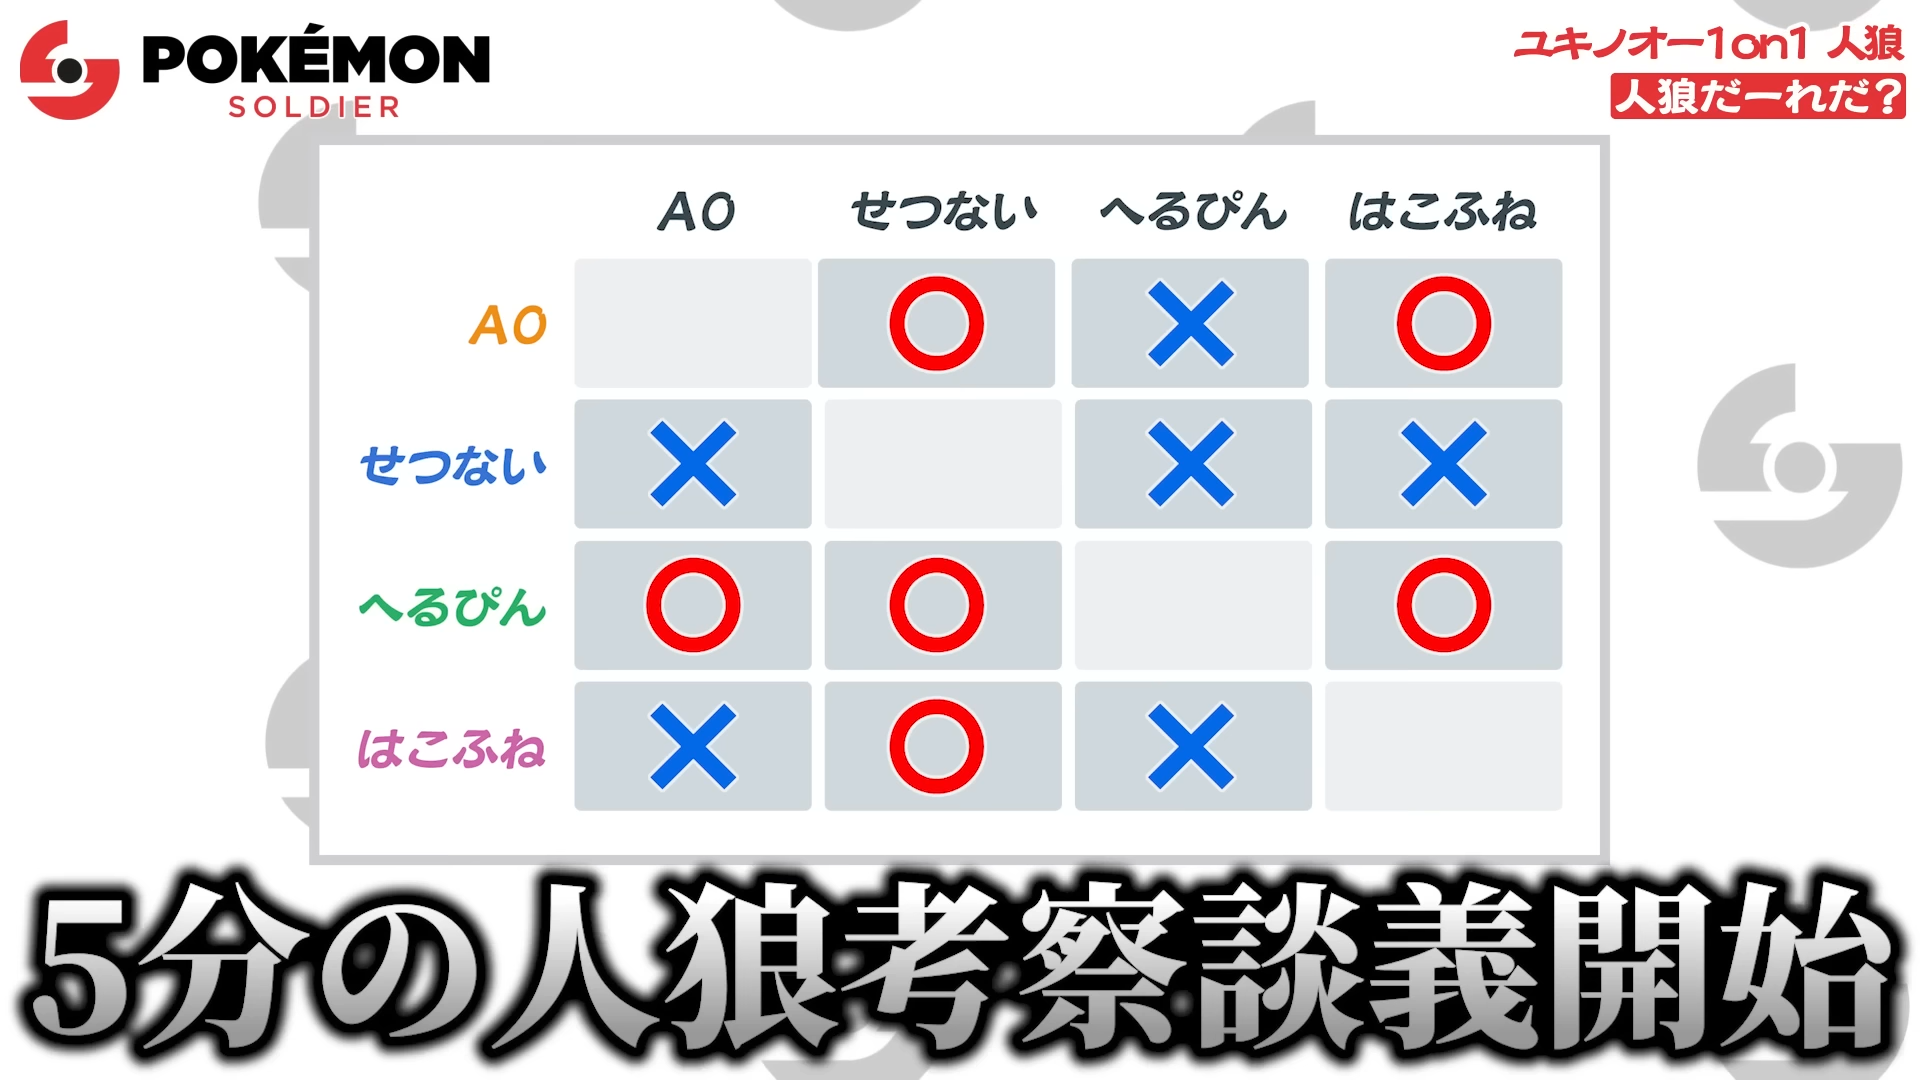 POKÉMON
SOLDIER
ユキノオー1on1 人狼
人狼だーれだ？
A0 せつない へるぴん はこふね
A0 ○ × ○
せつない × × ×
へるぴん ○ ○ ○
はこふね × ○ ×
5分の人狼考察談義開始